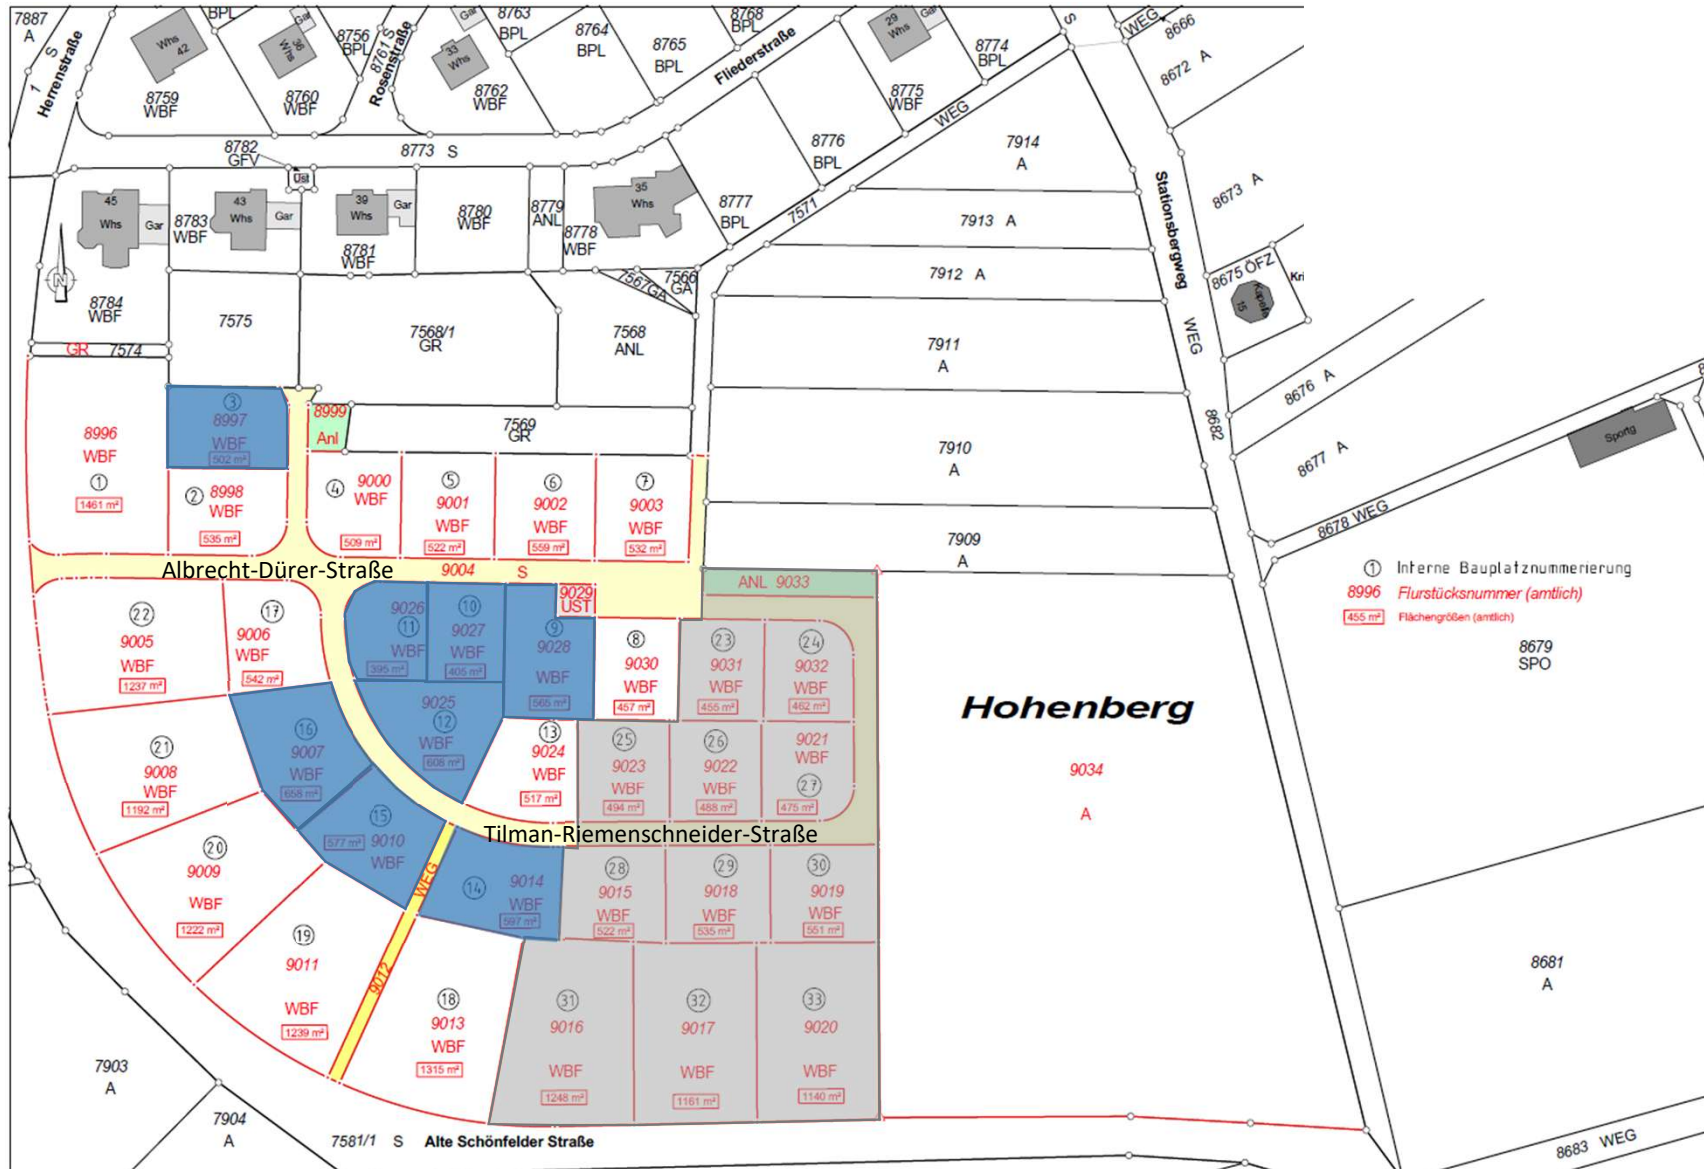 7887
A
BPL
Whs
42
Gar
Whs
36
8756
BPL
8761 S
Rosenstraße
Gar
33
Whs
8763
BPL
8764
BPL
8765
BPL
8768
BPL
Fliederstraße
29
Whs
Gar
8774
BPL
S
WEG
8666
8672 A
1 S
Herrenstraße
8759
WBF
8760
WBF
8762
WBF
8775
WBF
WEG
8782
GFV
8773 S
8776
BPL
7914
A
Stationsbergweg
8673 A
Ust
45
Whs
Gar
8783
WBF
43
Whs
Gar
39
Whs
Gar
8781
WBF
8780
WBF
8779
ANL
8778
WBF
35
Whs
8777
BPL
7571
7913 A
7912 A
8675 ÖFZ
Kapelle
15
Kri
N
8784
WBF
7575
7568/1
GR
7567GA
7566
GA
7568
ANL
7911
A
WEG
8676 A
8682
8677 A
Sportg
GR 7574
8996
WBF
1
1461 m²
3
8997
WBF
502 m²
8999
Anl
7569
GR
7910
A
8678 WEG
2
8998
WBF
535 m²
4
9000
WBF
509 m²
5
9001
WBF
522 m²
6
9002
WBF
559 m²
7
9003
WBF
532 m²
7909
A
Albrecht-Dürer-Straße
9004 S
9029
UST
ANL 9033
1 Interne Bauplatznummerierung
8996 Flurstücksnummer (amtlich)
455 m² Flächengrößen (amtlich)
8679
SPO
22
9005
WBF
1237 m²
17
9006
WBF
542 m²
9026
11
WBF
395 m²
10
9027
WBF
405 m²
9
9028
WBF
565 m²
8
9030
WBF
457 m²
23
9031
WBF
455 m²
24
9032
WBF
462 m²
Hohenberg
9034
A
21
9008
WBF
1192 m²
16
9007
WBF
658 m²
9025
12
WBF
608 m²
13
9024
WBF
517 m²
25
9023
WBF
494 m²
26
9022
WBF
488 m²
9021
WBF
27
475 m²
15
577 m² 9010
WBF
Tilman-Riemenschneider-Straße
20
9009
WBF
1222 m²
WEG
9012
14
9014
WBF
597 m²
28
9015
WBF
522 m²
29
9018
WBF
535 m²
30
9019
WBF
551 m²
19
9011
WBF
1239 m²
18
9013
WBF
1315 m²
31
9016
WBF
1248 m²
32
9017
WBF
1161 m²
33
9020
WBF
1140 m²
8681
A
7903
A
7904
A
7581/1 S Alte Schönfelder Straße
8683 WEG